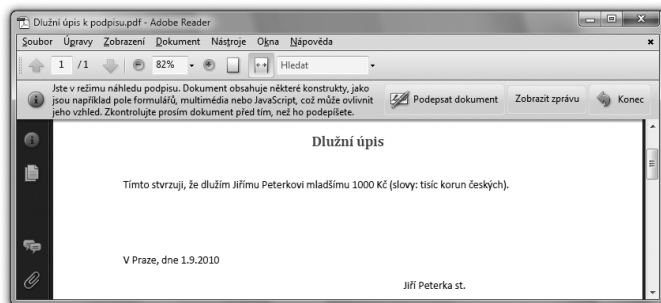 Dlužní úpis k podpisu.pdf - Adobe Reader
Soubor Úpravy Zobrazení Dokument Nástroje Okna Nápověda
1 / 1 82% Hledat
Jste v režimu náhledu podpisu. Dokument obsahuje některé konstrukty, jako
jsou například pole formulářů, multimédia nebo JavaScript, což může ovlivnit
jeho vzhled. Zkontrolujte prosím dokument před tím, než ho podepíšete.
Podepsat dokument Zobrazit zprávu Konec
Dlužní úpis
Tímto stvrzuji, že dlužím Jiřímu Peterkovi mladšímu 1000 Kč (slovy: tisíc korun českých).
V Praze, dne 1.9.2010
Jiří Peterka st.